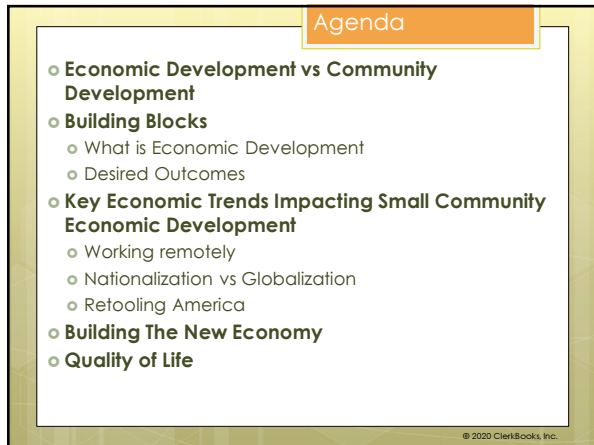 Agenda
Economic Development vs Community
Development
Building Blocks
What is Economic Development
Desired Outcomes
Key Economic Trends Impacting Small Community
Economic Development
Working remotely
Nationalization vs Globalization
Retooling America
Building The New Economy
Quality of Life
© 2020 ClerkBooks, Inc.